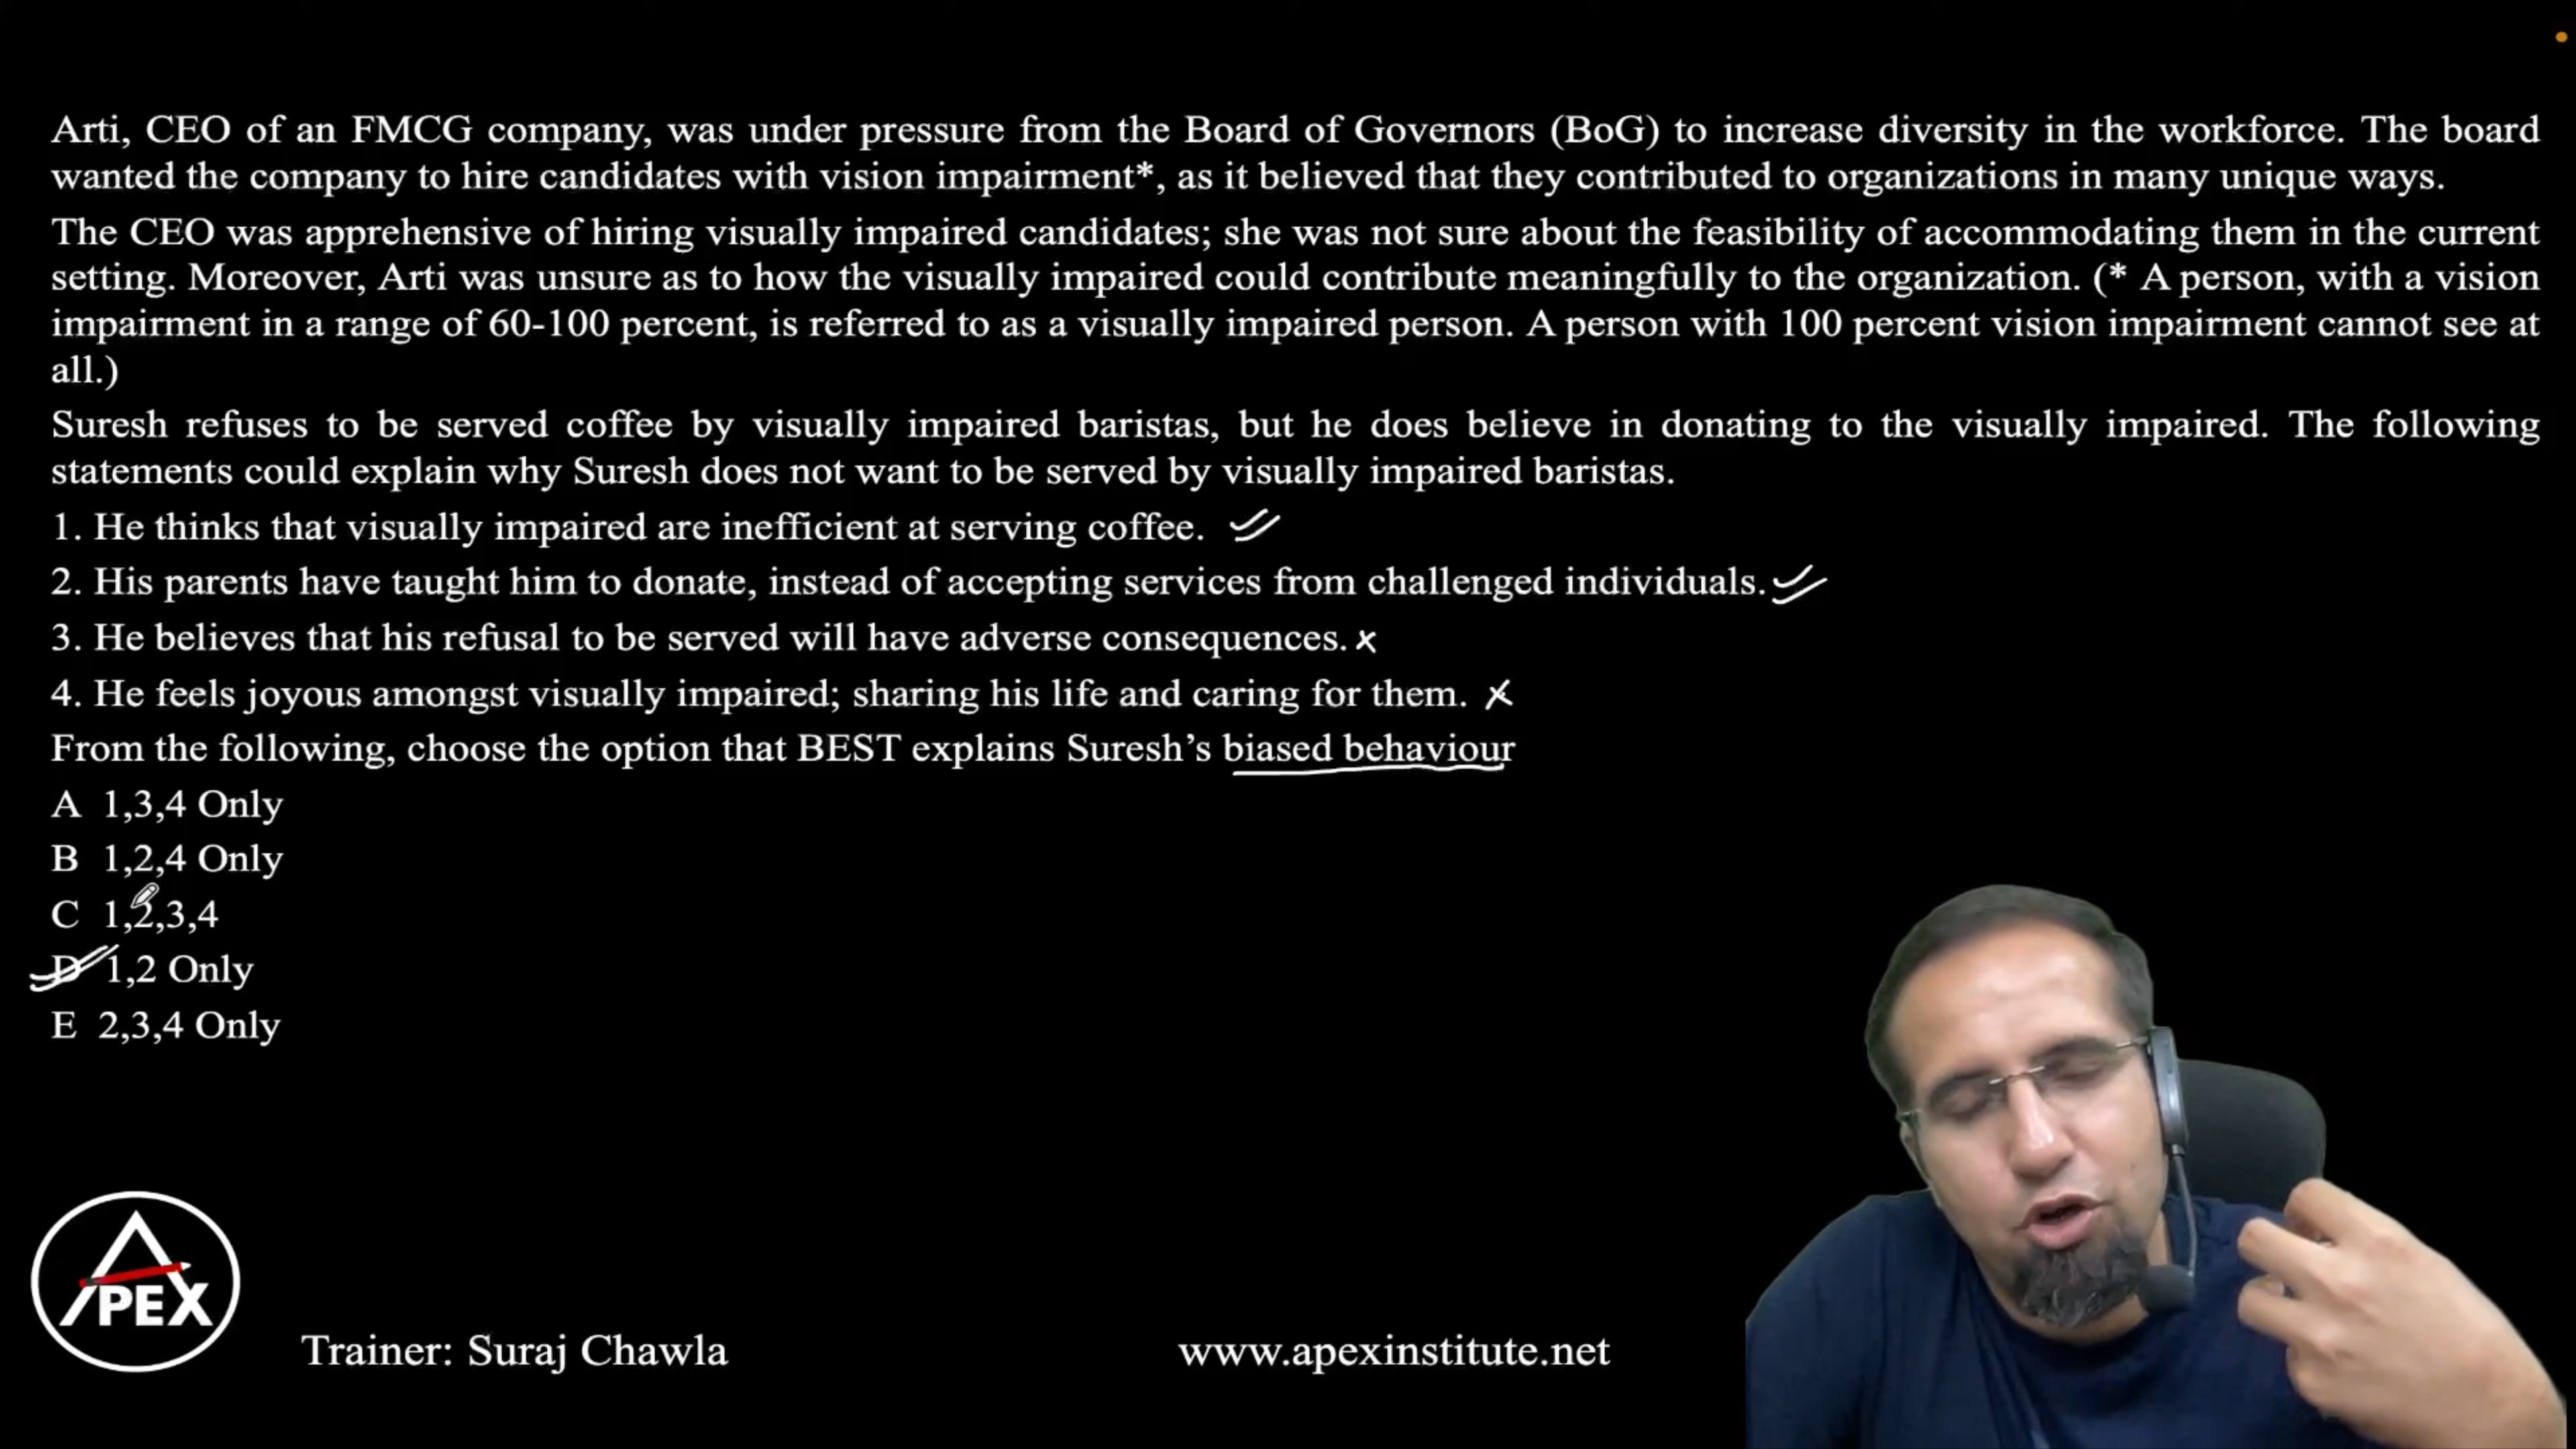 Arti, CEO of an FMCG company, was under pressure from the Board of Governors (BoG) to increase diversity in the workforce. The board
wanted the company to hire candidates with vision impairment*, as it believed that they contributed to organizations in many unique ways.
The CEO was apprehensive of hiring visually impaired candidates; she was not sure about the feasibility of accommodating them in the current
setting. Moreover, Arti was unsure as to how the visually impaired could contribute meaningfully to the organization. (* A person, with a vision
impairment in a range of 60-100 percent, is referred to as a visually impaired person. A person with 100 percent vision impairment cannot see at
all.)
Suresh refuses to be served coffee by visually impaired baristas, but he does believe in donating to the visually impaired. The following
statements could explain why Suresh does not want to be served by visually impaired baristas.
1. He thinks that visually impaired are inefficient at serving coffee.
2. His parents have taught him to donate, instead of accepting services from challenged individuals.
3. He believes that his refusal to be served will have adverse consequences.
4. He feels joyous amongst visually impaired; sharing his life and caring for them.
From the following, choose the option that BEST explains Suresh’s biased behaviour
A 1,3,4 Only
B 1,2,4 Only
C 1,2,3,4
D 1,2 Only
E 2,3,4 Only
APEX
Trainer: Suraj Chawla
www.apexinstitute.net